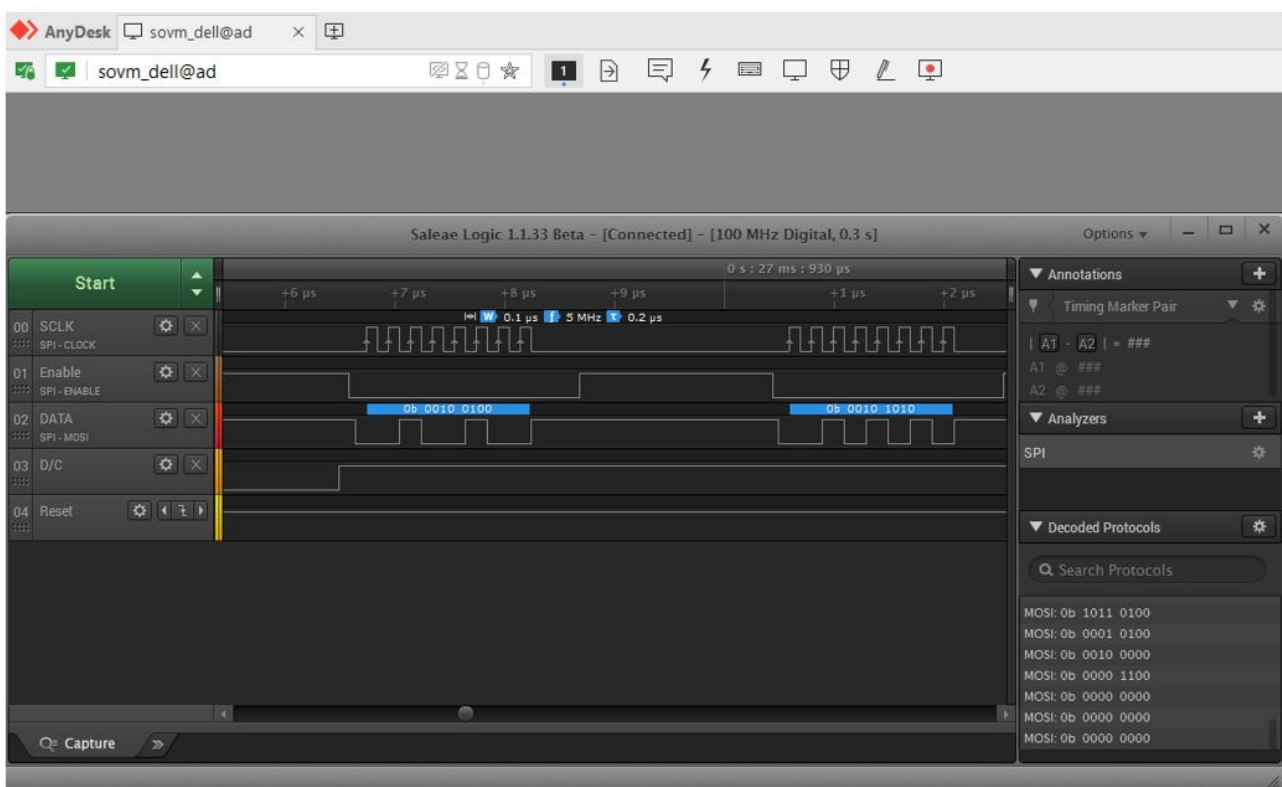 AnyDesk sovm_dell@ad
sovm_dell@ad 1
Saleae Logic 1.1.33 Beta – [Connected] – [100 MHz Digital, 0.3 s] Options
Start
0 s : 27 ms : 930 µs
+6 µs +7 µs +8 µs +9 µs +1 µs +2 µs
W 0.1 µs f 5 MHz T 0.2 µs
00 SCLK
SPI - CLOCK
01 Enable
SPI - ENABLE
0b 0010 0100 0b 0010 1010
02 DATA
SPI - MOSI
03 D/C
04 Reset
Capture
Annotations
Timing Marker Pair
| A1 - A2 | = ###
A1 @ ###
A2 @ ###
Analyzers
SPI
Decoded Protocols
Search Protocols
MOSI: 0b 1011 0100
MOSI: 0b 0001 0100
MOSI: 0b 0010 0000
MOSI: 0b 0000 1100
MOSI: 0b 0000 0000
MOSI: 0b 0000 0000
MOSI: 0b 0000 0000